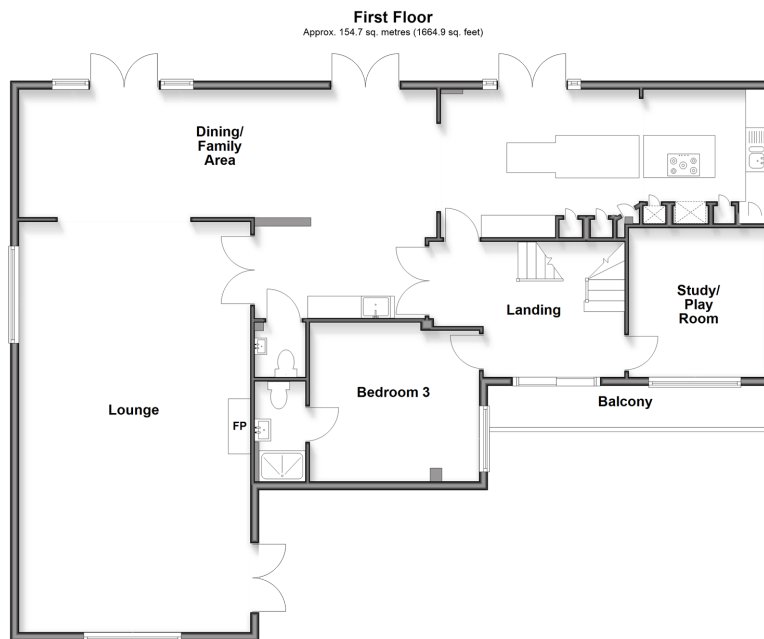 First Floor
Approx. 154.7 sq. metres (1664.9 sq. feet)
Dining/
Family
Area
Study/
Play
Room
Landing
Bedroom 3
Balcony
Lounge
FP